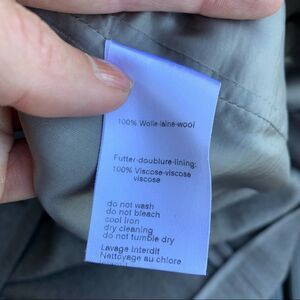 100% Wolle-laine-wool
Futter-doublure-lining:
100% Viscose-viscose
viscose
do not wash
do not bleach
cool iron
dry cleaning
do not tumble dry
Lavage interdit
Nettoyage au chlore